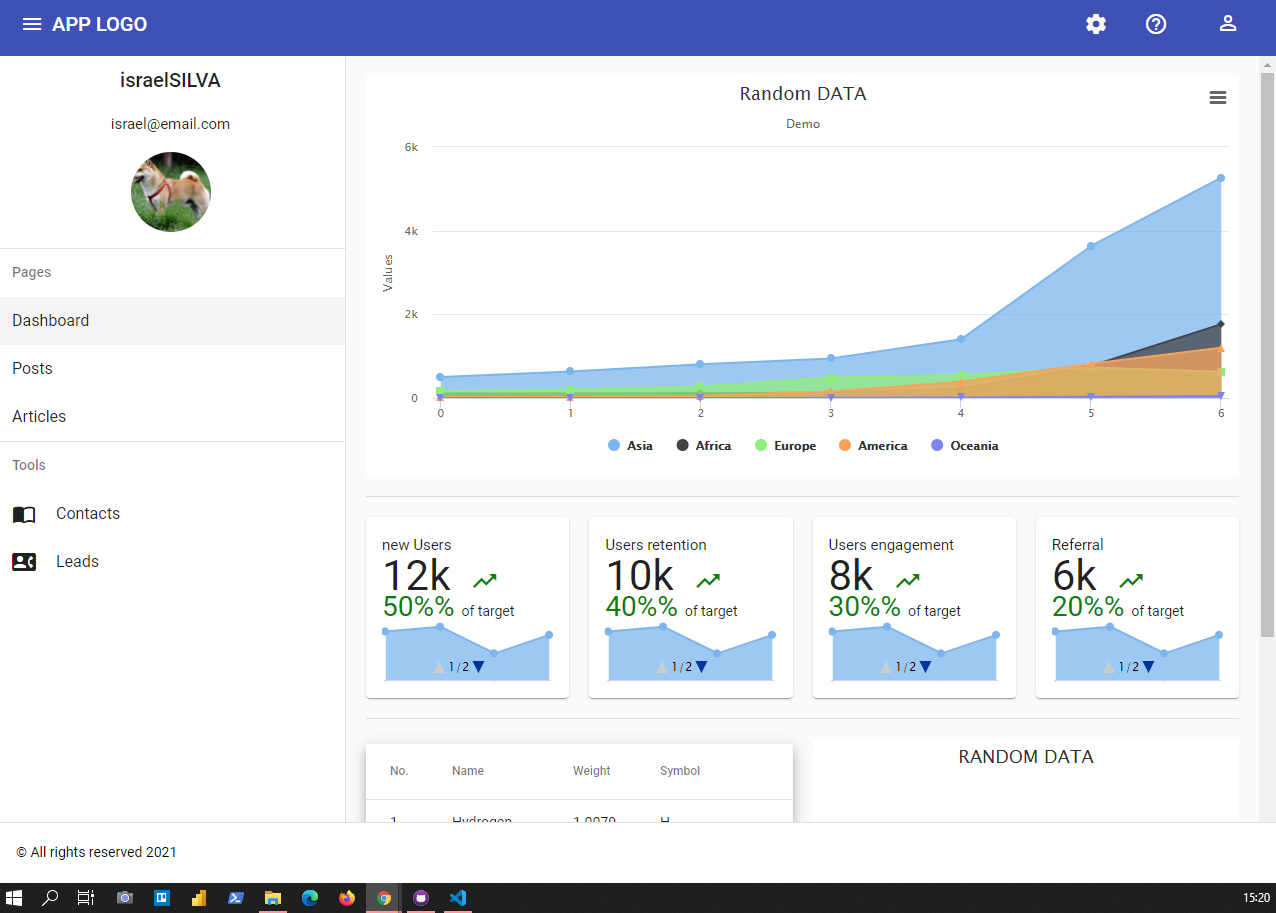 APP LOGO
israelSILVA
israel@email.com
Pages
Dashboard
Posts
Articles
Tools
Contacts
Leads
Random DATA
Demo
Values
6k
4k
2k
0
0 1 2 3 4 5 6
Asia Africa Europe America Oceania
new Users
12k
50%% of target
1/2
Users retention
10k
40%% of target
1/2
Users engagement
8k
30%% of target
1/2
Referral
6k
20%% of target
1/2
No. Name Weight Symbol
1 Hydrogen 1.0079 H
RANDOM DATA
© All rights reserved 2021
15:20